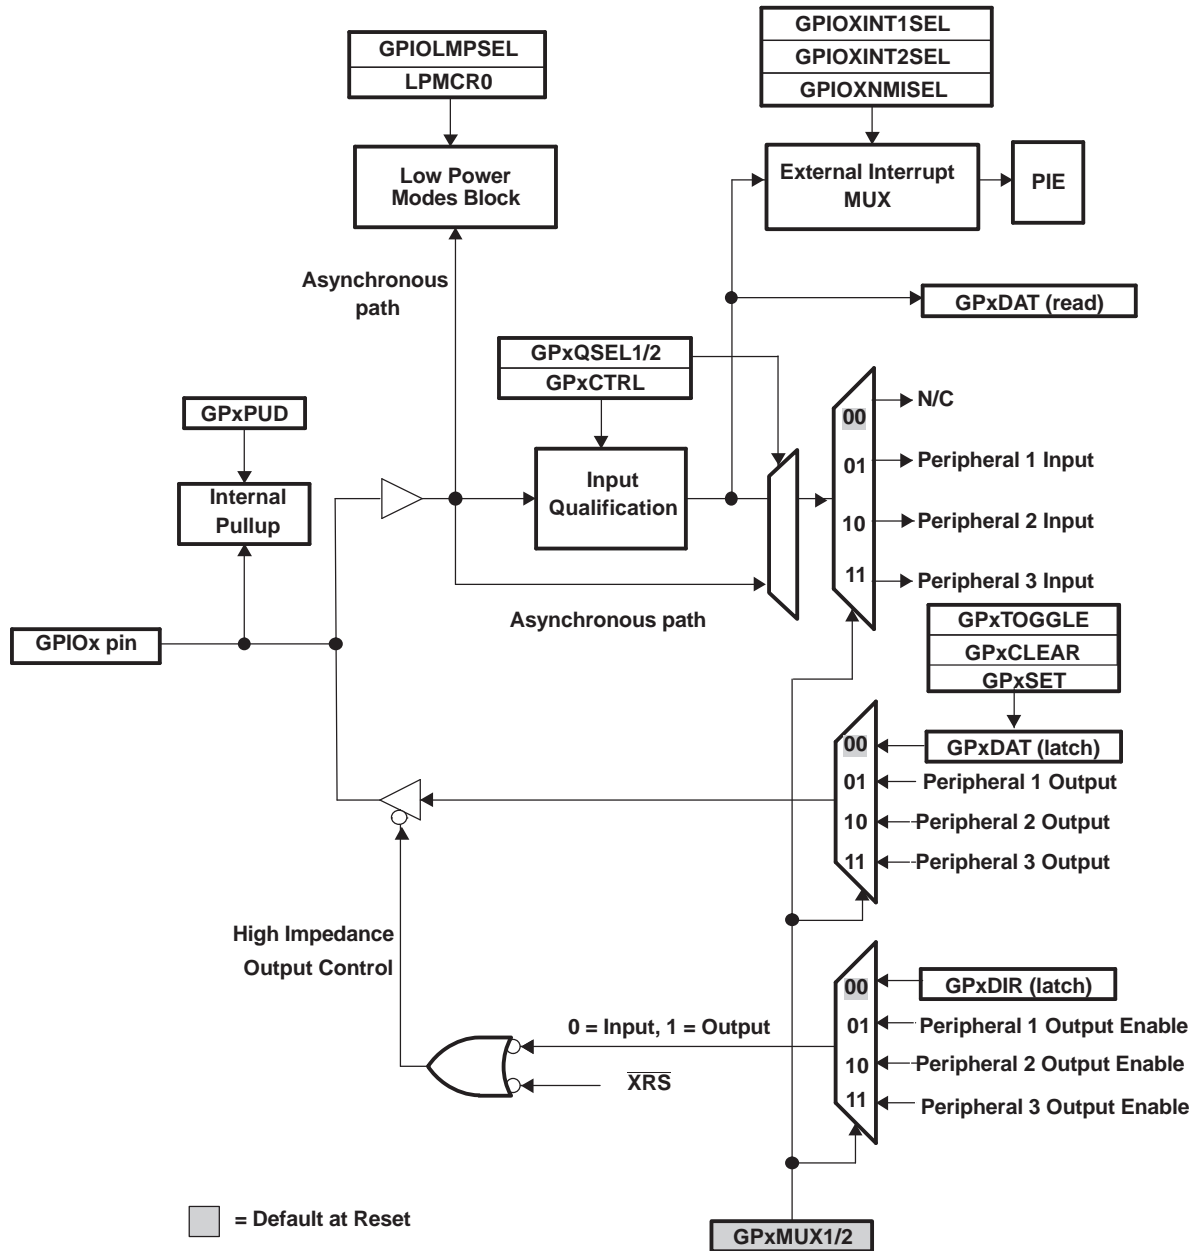 GPIOLMPSEL
LPMCR0
Low Power
Modes Block
GPIOXINT1SEL
GPIOXINT2SEL
GPIOXNMISEL
External Interrupt
MUX
PIE
Asynchronous
path
GPxDAT (read)
GPxQSEL1/2
GPxCTRL
GPxPUD
Internal
Pullup
Input
Qualification
00
01
10
11
N/C
Peripheral 1 Input
Peripheral 2 Input
Peripheral 3 Input
Asynchronous path
GPIOx pin
GPxTOGGLE
GPxCLEAR
GPxSET
00
01
10
11
GPxDAT (latch)
Peripheral 1 Output
Peripheral 2 Output
Peripheral 3 Output
High Impedance
Output Control
00
01
10
11
GPxDIR (latch)
Peripheral 1 Output Enable
Peripheral 2 Output Enable
Peripheral 3 Output Enable
0 = Input, 1 = Output
X̅R̅S̅
= Default at Reset
GPxMUX1/2